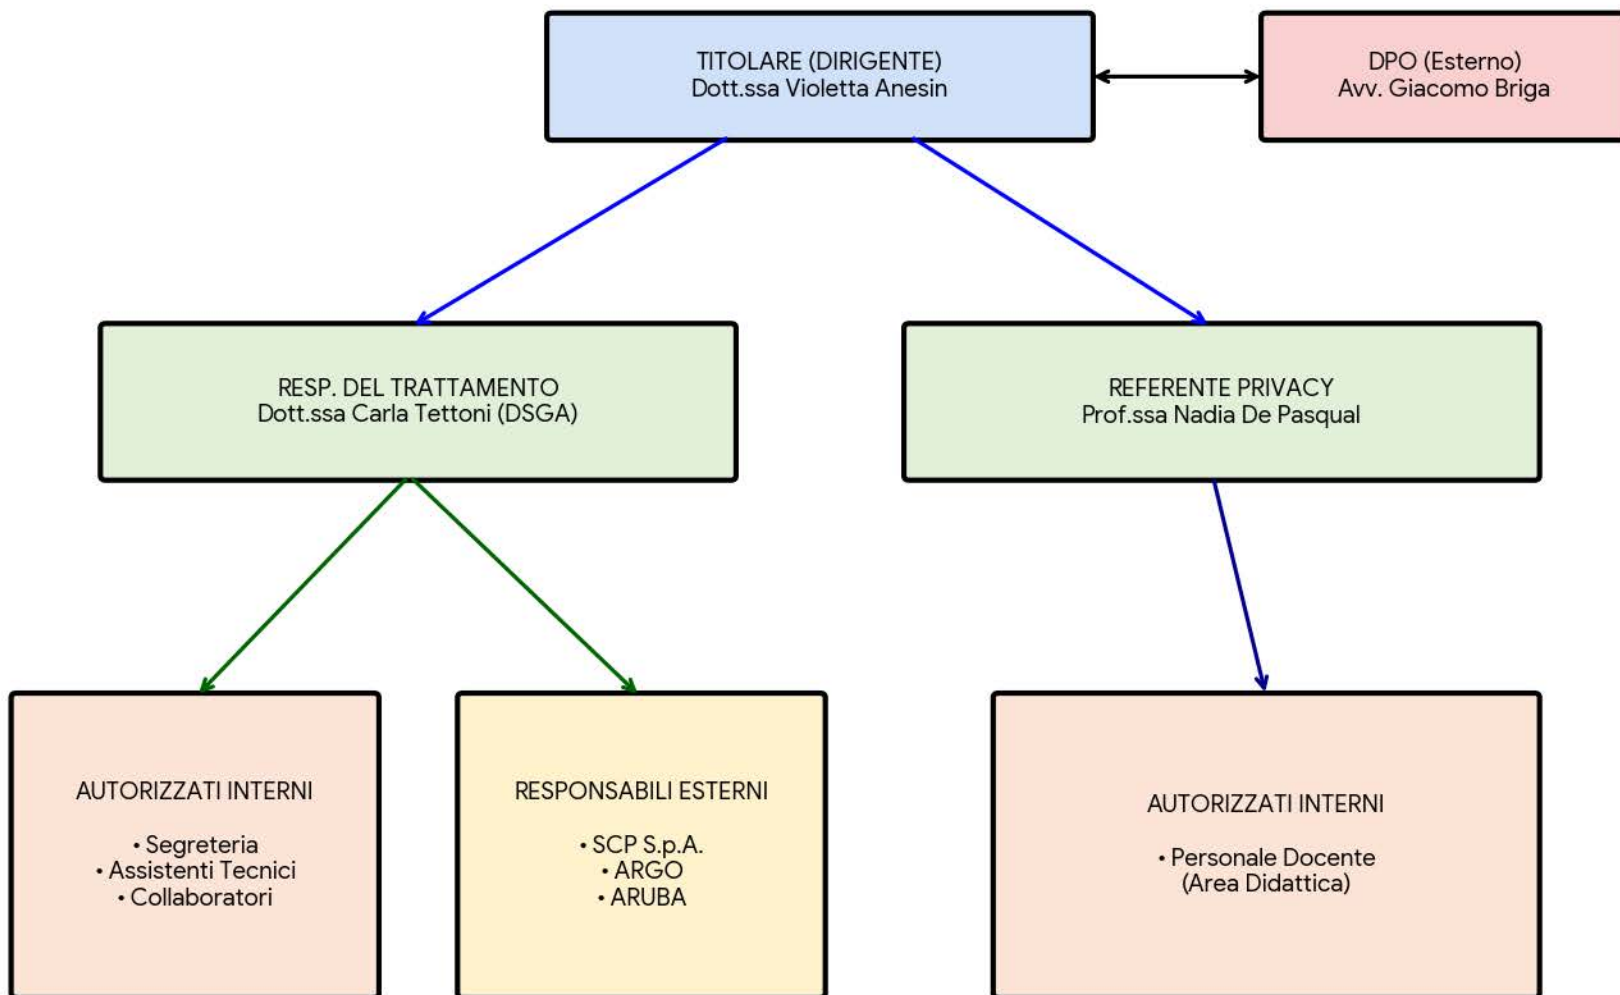 TITOLARE (DIRIGENTE)
Dott.ssa Violetta Anesin
DPO (Esterno)
Avv. Giacomo Briga
RESP. DEL TRATTAMENTO
Dott.ssa Carla Tettoni (DSGA)
REFERENTE PRIVACY
Prof.ssa Nadia De Pasqual
AUTORIZZATI INTERNI
• Segreteria
• Assistenti Tecnici
• Collaboratori
RESPONSABILI ESTERNI
• SCP S.p.A.
• ARGO
• ARUBA
AUTORIZZATI INTERNI
• Personale Docente
(Area Didattica)